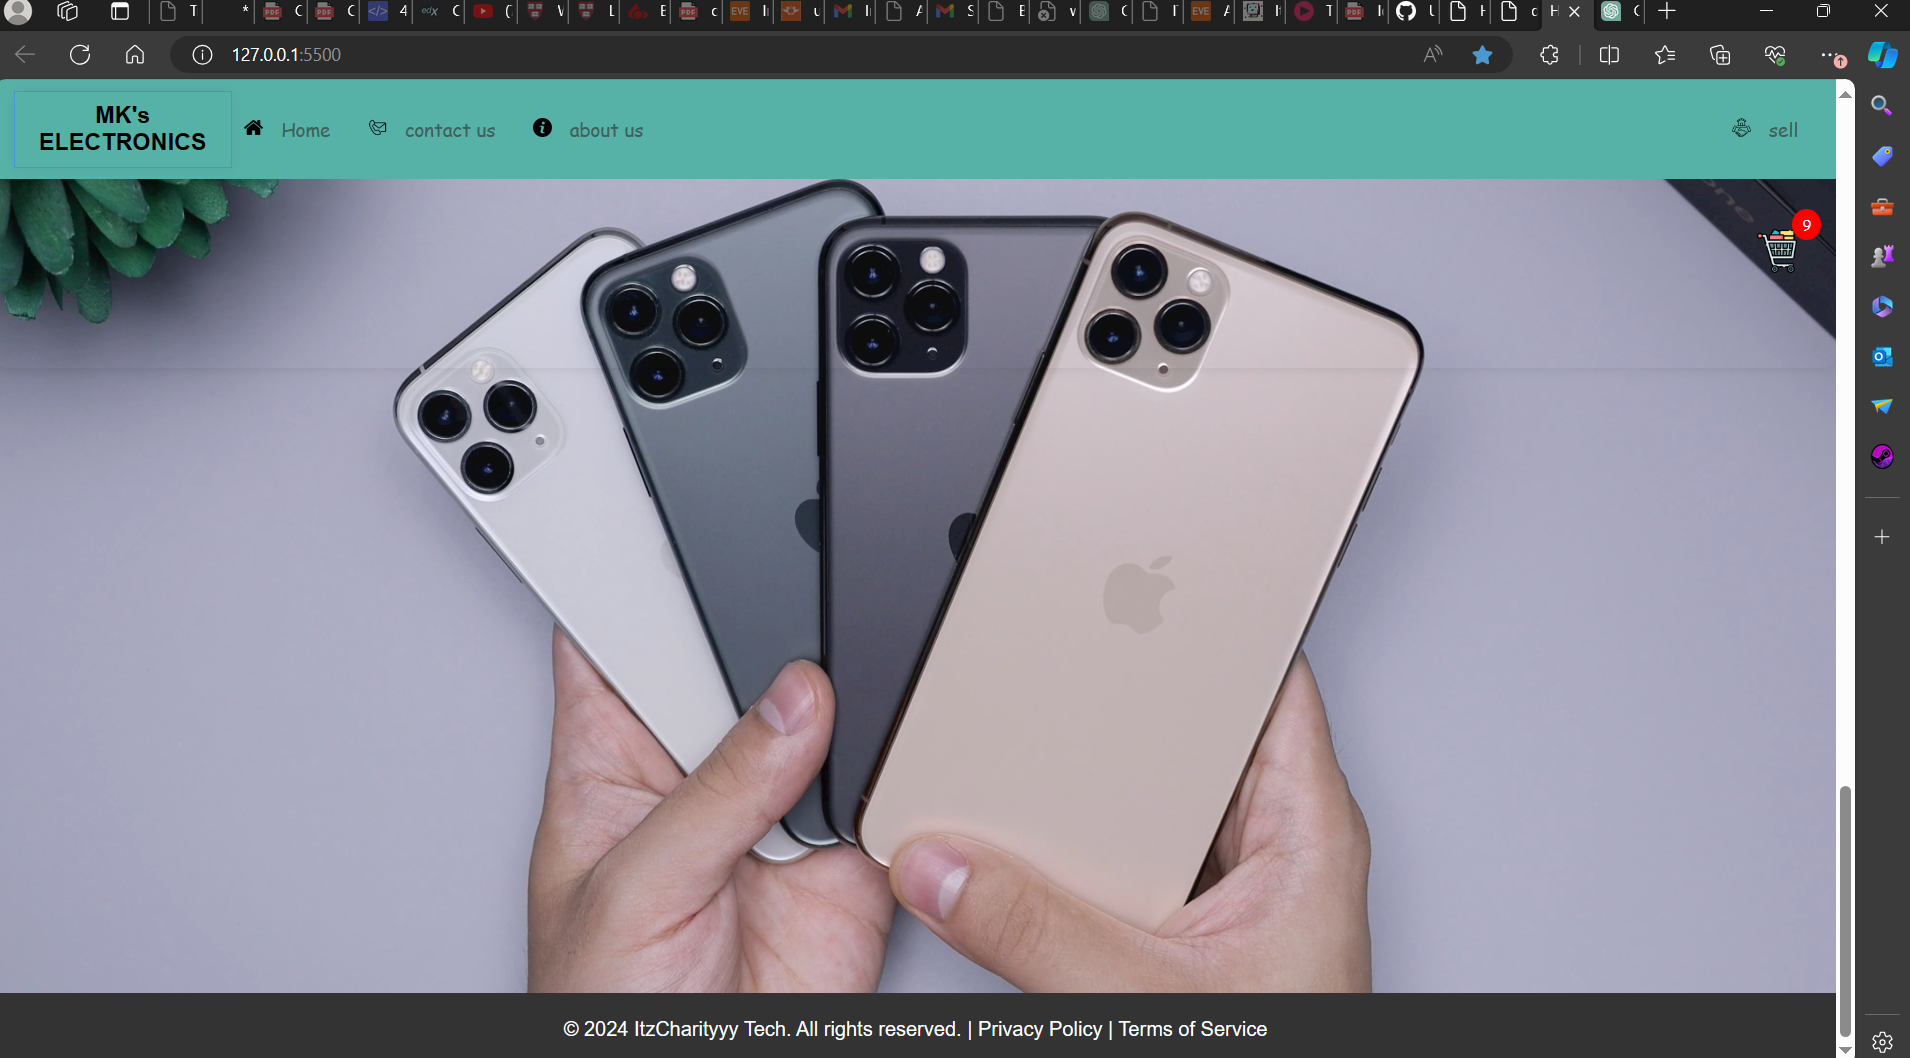 127.0.0.1:5500
MK's
ELECTRONICS
Home
contact us
about us
sell
9
© 2024 ItzCharityyy Tech. All rights reserved. | Privacy Policy | Terms of Service